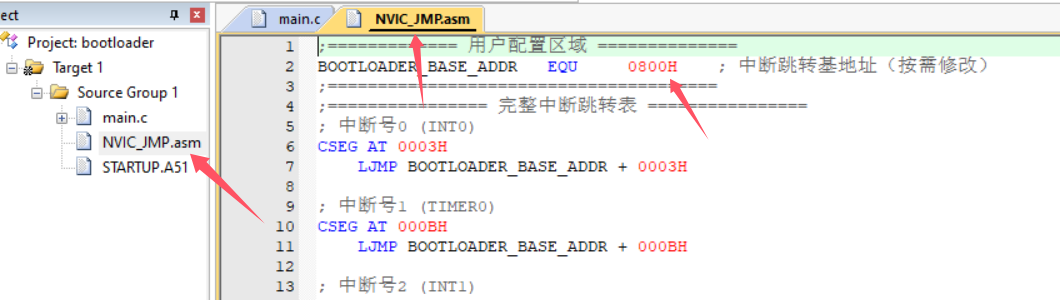 ect
Project: bootloader
Target 1
Source Group 1
main.c
NVIC_JMP.asm
STARTUP.A51
main.c
NVIC_JMP.asm
1 ;============= 用户配置区域 ==============
2 BOOTLOADER_BASE_ADDR EQU 0800H ; 中断跳转基地址（按需修改）
3 ;=======================================
4 ;================ 完整中断跳转表 ================
5 ; 中断号0 (INT0)
6 CSEG AT 0003H
7 LJMP BOOTLOADER_BASE_ADDR + 0003H
8
9 ; 中断号1 (TIMER0)
10 CSEG AT 000BH
11 LJMP BOOTLOADER_BASE_ADDR + 000BH
12
13 ; 中断号2 (INT1)